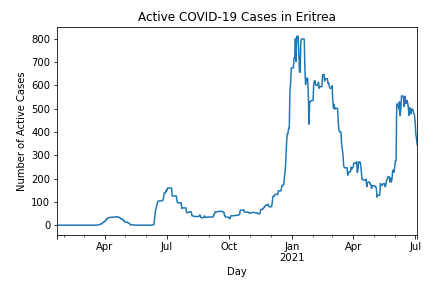 Active COVID-19 Cases in Eritrea
Number of Active Cases
800
700
600
500
400
300
200
100
0
Apr
Jul
Oct
Jan
2021
Apr
Jul
Day